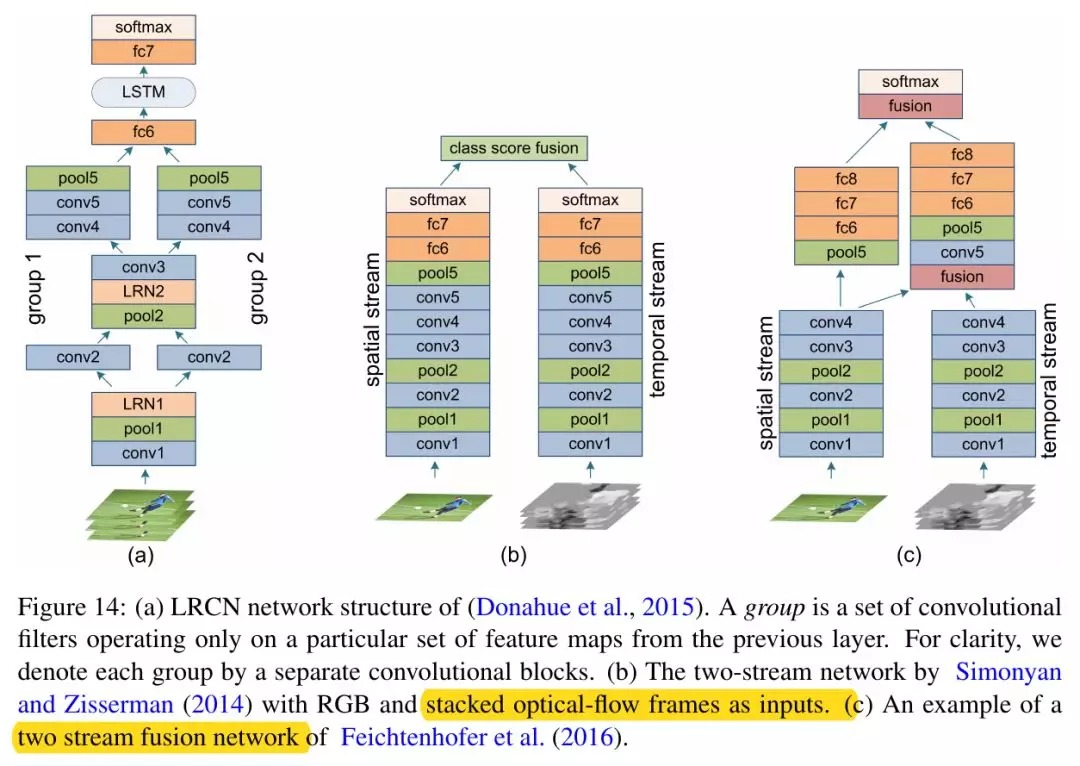 softmax
fc7
LSTM
fc6
pool5
conv5
conv4
pool5
conv5
conv4
group 1
group 2
conv3
LRN2
pool2
conv2
conv2
LRN1
pool1
conv1
(a)
class score fusion
softmax
fc7
fc6
pool5
conv5
conv4
conv3
pool2
conv2
pool1
conv1
spatial stream
softmax
fc7
fc6
pool5
conv5
conv4
conv3
pool2
conv2
pool1
conv1
temporal stream
(b)
softmax
fusion
fc8
fc7
fc6
pool5
fc8
fc7
fc6
pool5
conv5
fusion
conv4
conv3
pool2
conv2
pool1
conv1
spatial stream
conv4
conv3
pool2
conv2
pool1
conv1
temporal stream
(c)
Figure 14: (a) LRCN network structure of (Donahue et al., 2015). A group is a set of convolutional
filters operating only on a particular set of feature maps from the previous layer. For clarity, we
denote each group by a separate convolutional blocks. (b) The two-stream network by Simonyan
and Zisserman (2014) with RGB and stacked optical-flow frames as inputs. (c) An example of a
two stream fusion network of Feichtenhofer et al. (2016).